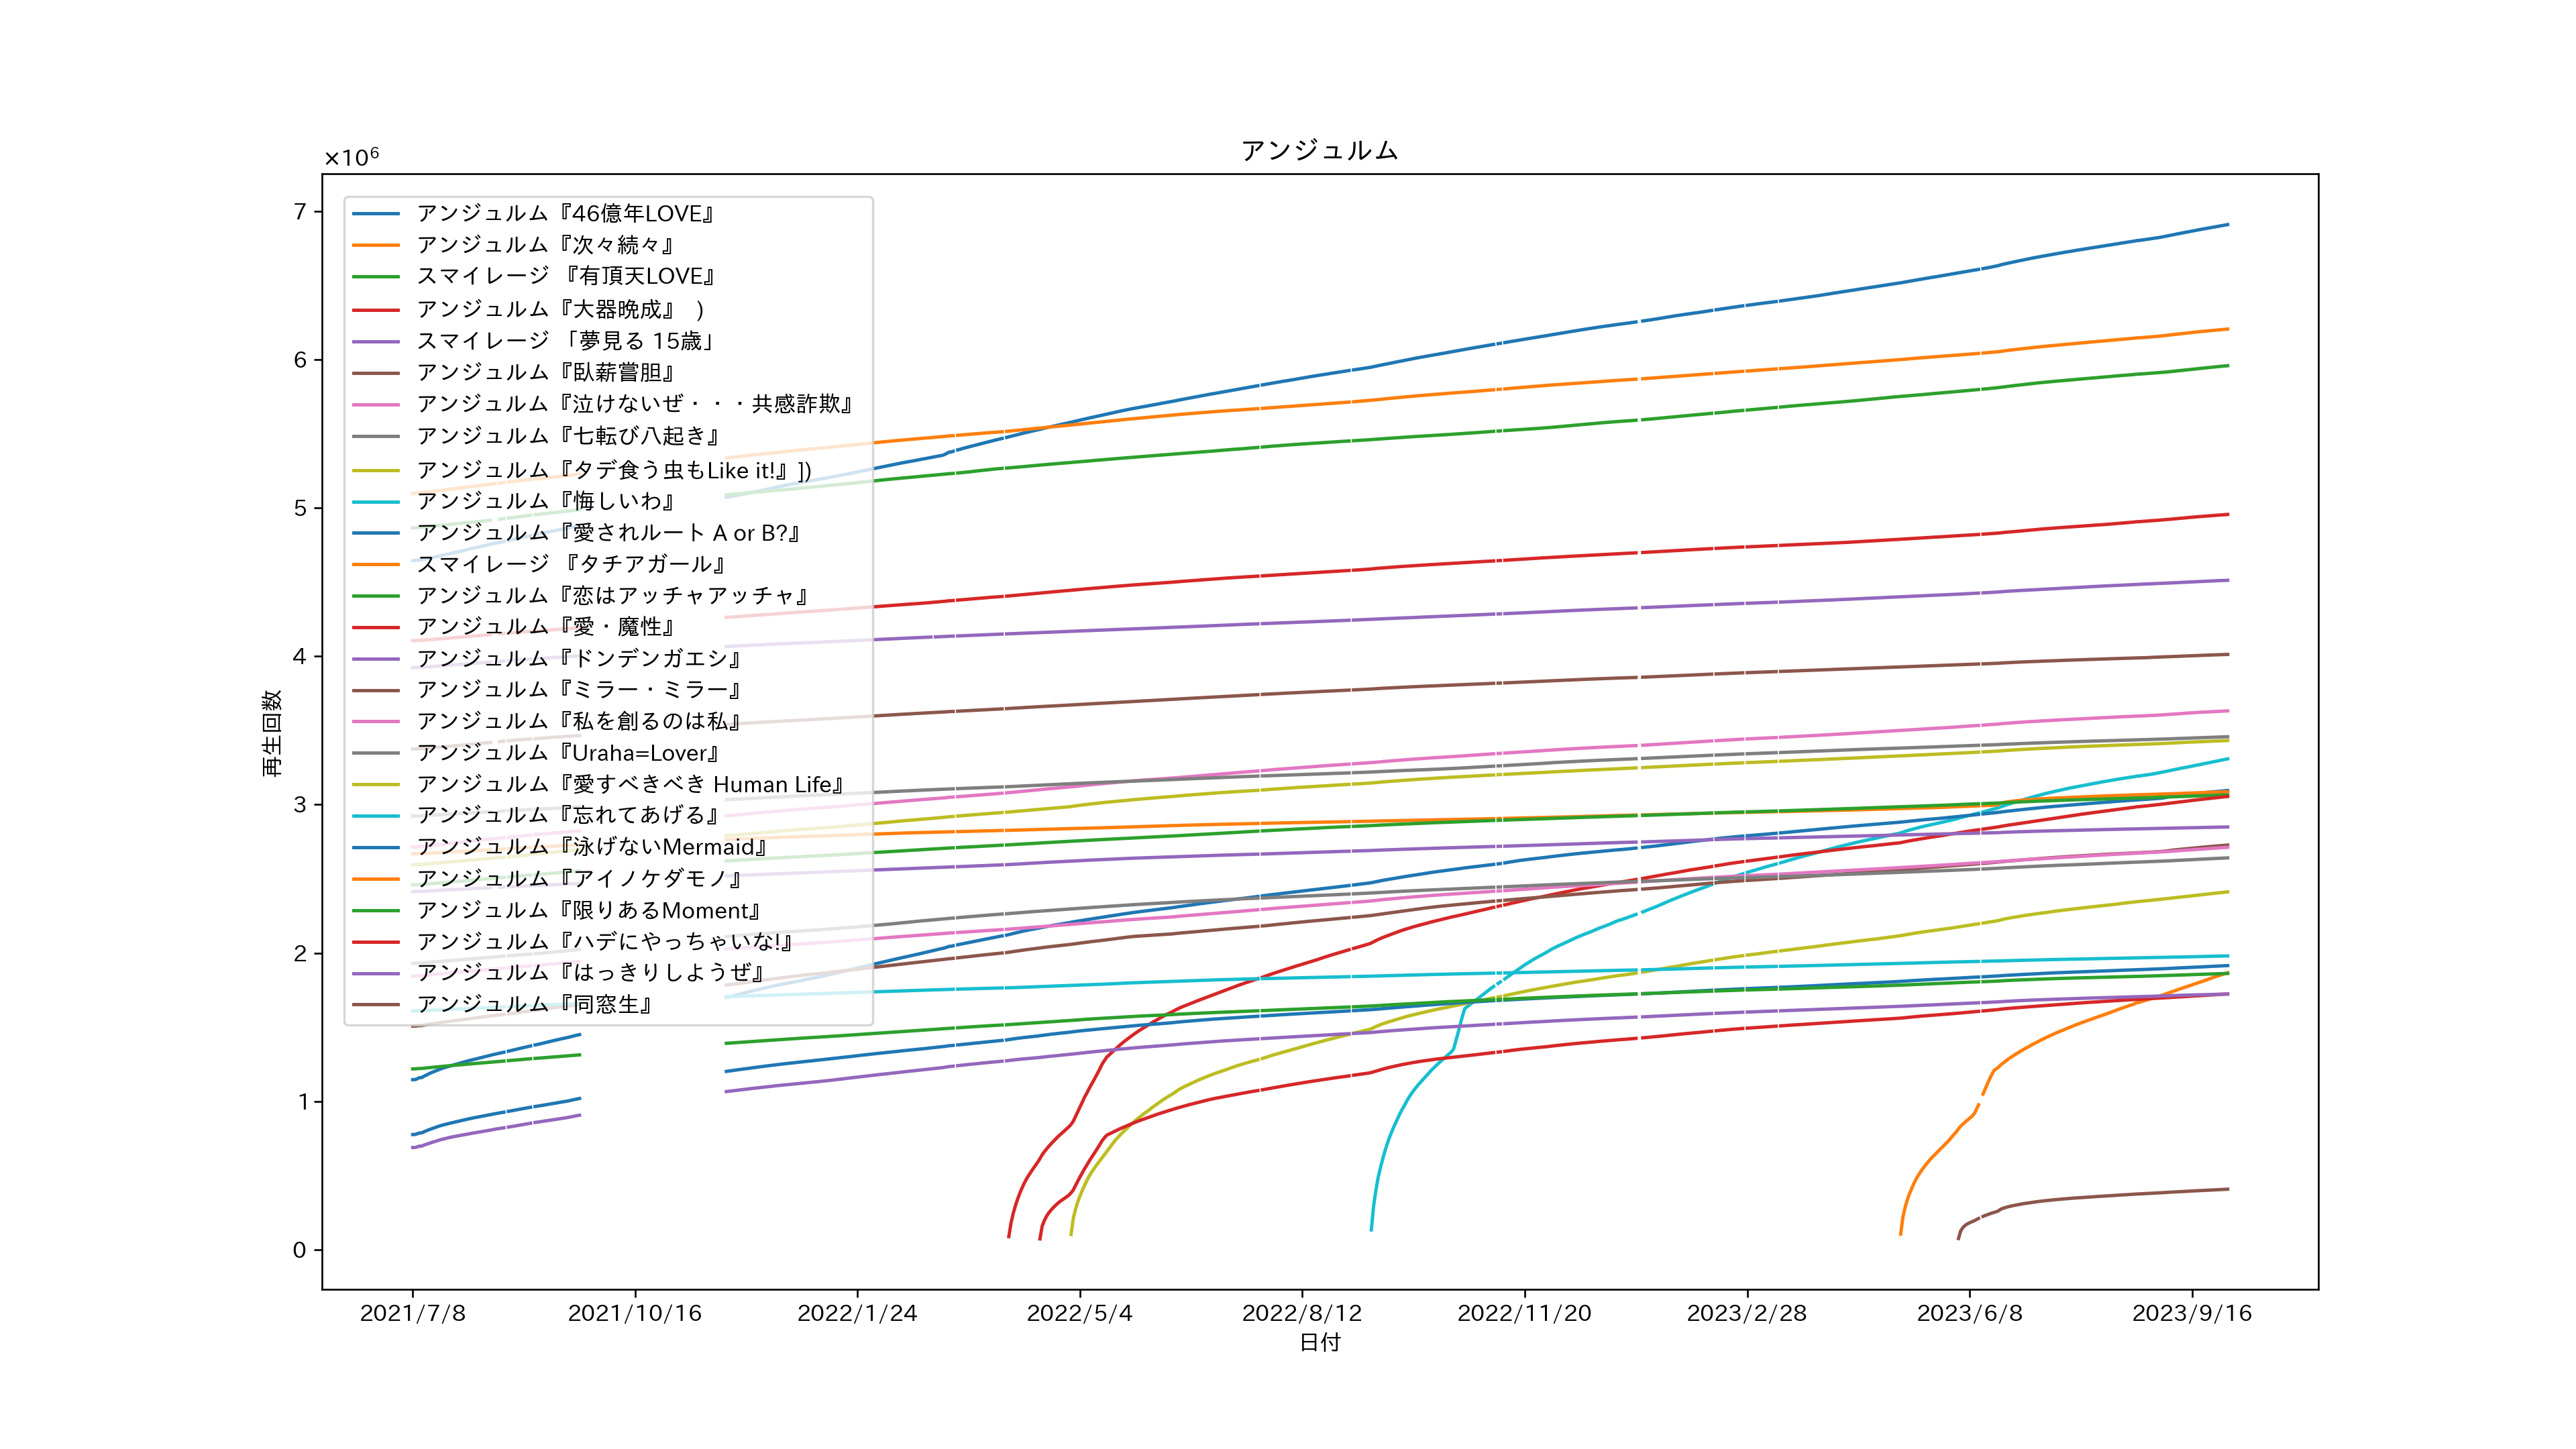 アンジュルム
×10⁶
7
6
5
4
3
2
1
0
再生回数
アンジュルム『46億年LOVE』
アンジュルム『次々続々』
スマイレージ 『有頂天LOVE』
アンジュルム『大器晩成』 )
スマイレージ 「夢見る 15歳」
アンジュルム『臥薪嘗胆』
アンジュルム『泣けないぜ・・・共感詐欺』
アンジュルム『七転び八起き』
アンジュルム『タデ食う虫もLike it!』])
アンジュルム『悔しいわ』
アンジュルム『愛されルート A or B?』
スマイレージ 『タチアガール』
アンジュルム『恋はアッチャアッチャ』
アンジュルム『愛・魔性』
アンジュルム『ドンデンガエシ』
アンジュルム『ミラー・ミラー』
アンジュルム『私を創るのは私』
アンジュルム『Uraha=Lover』
アンジュルム『愛すべきべき Human Life』
アンジュルム『忘れてあげる』
アンジュルム『泳げないMermaid』
アンジュルム『アイノケダモノ』
アンジュルム『限りあるMoment』
アンジュルム『ハデにやっちゃいな!』
アンジュルム『はっきりしようぜ』
アンジュルム『同窓生』
2021/7/8 2021/10/16 2022/1/24 2022/5/4 2022/8/12 2022/11/20 2023/2/28 2023/6/8 2023/9/16
日付